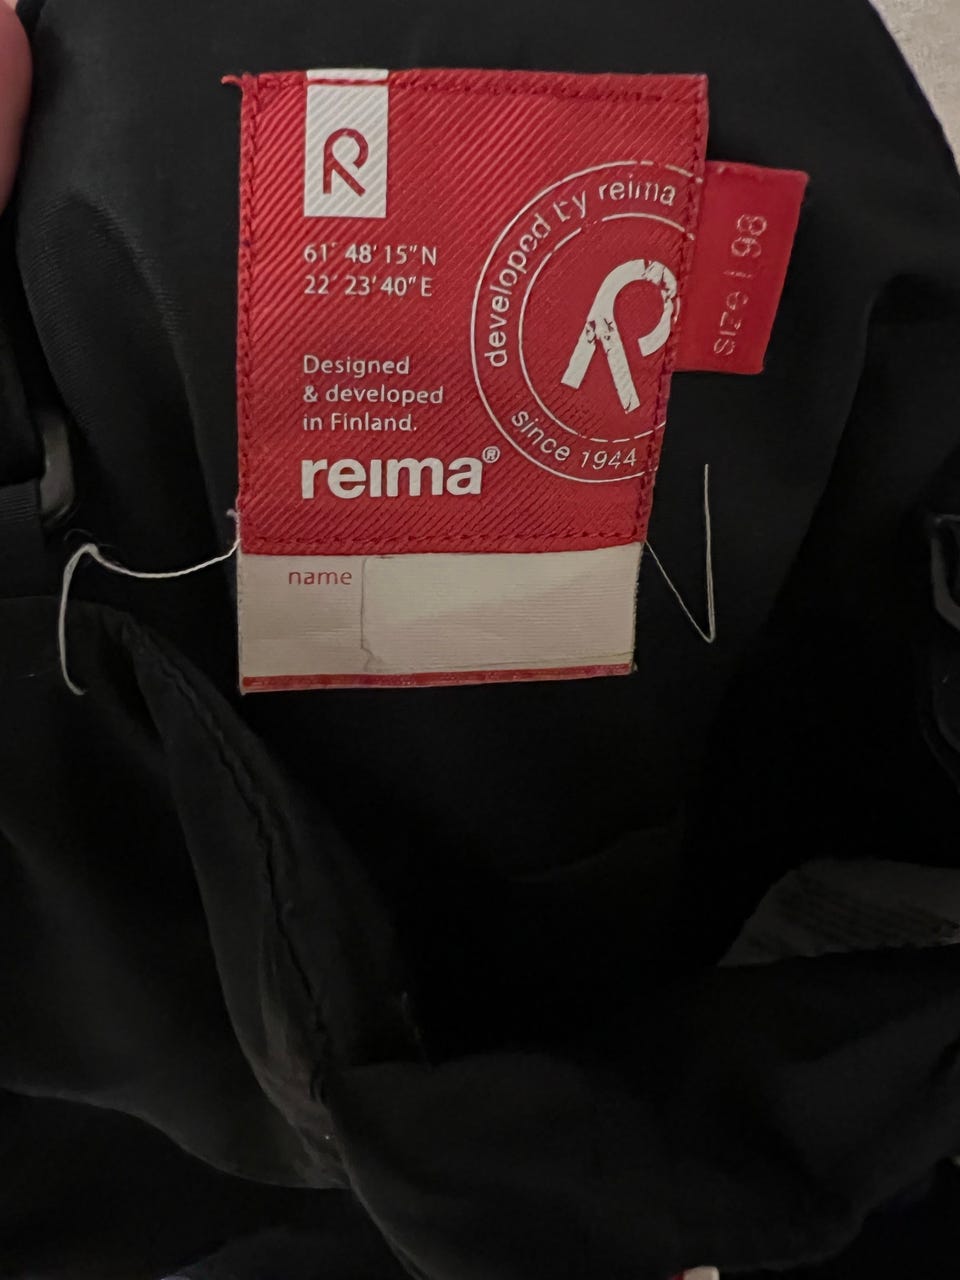 61° 48' 15" N
22° 23' 40" E
Designed
& developed
in Finland.
reima®
developed by reima
since 1944
size | 98
name